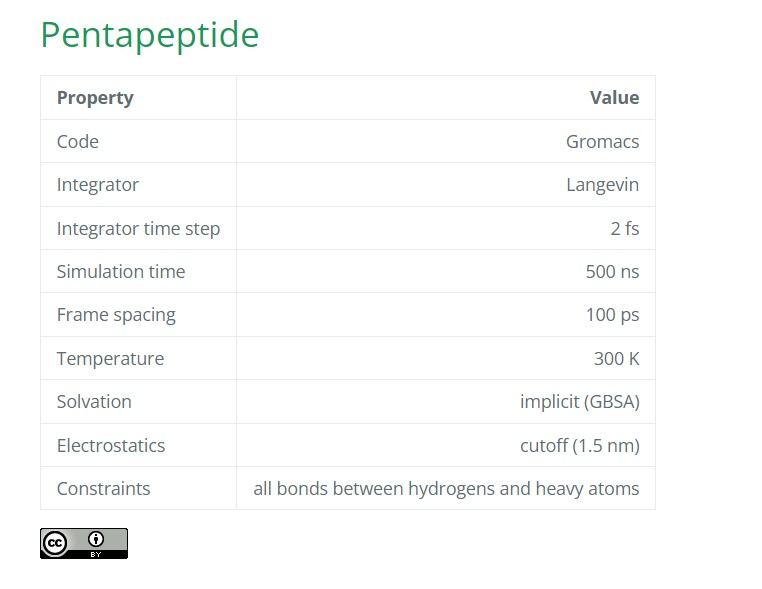 Pentapeptide
Property Value
Code Gromacs
Integrator Langevin
Integrator time step 2 fs
Simulation time 500 ns
Frame spacing 100 ps
Temperature 300 K
Solvation implicit (GBSA)
Electrostatics cutoff (1.5 nm)
Constraints all bonds between hydrogens and heavy atoms
cc
BY